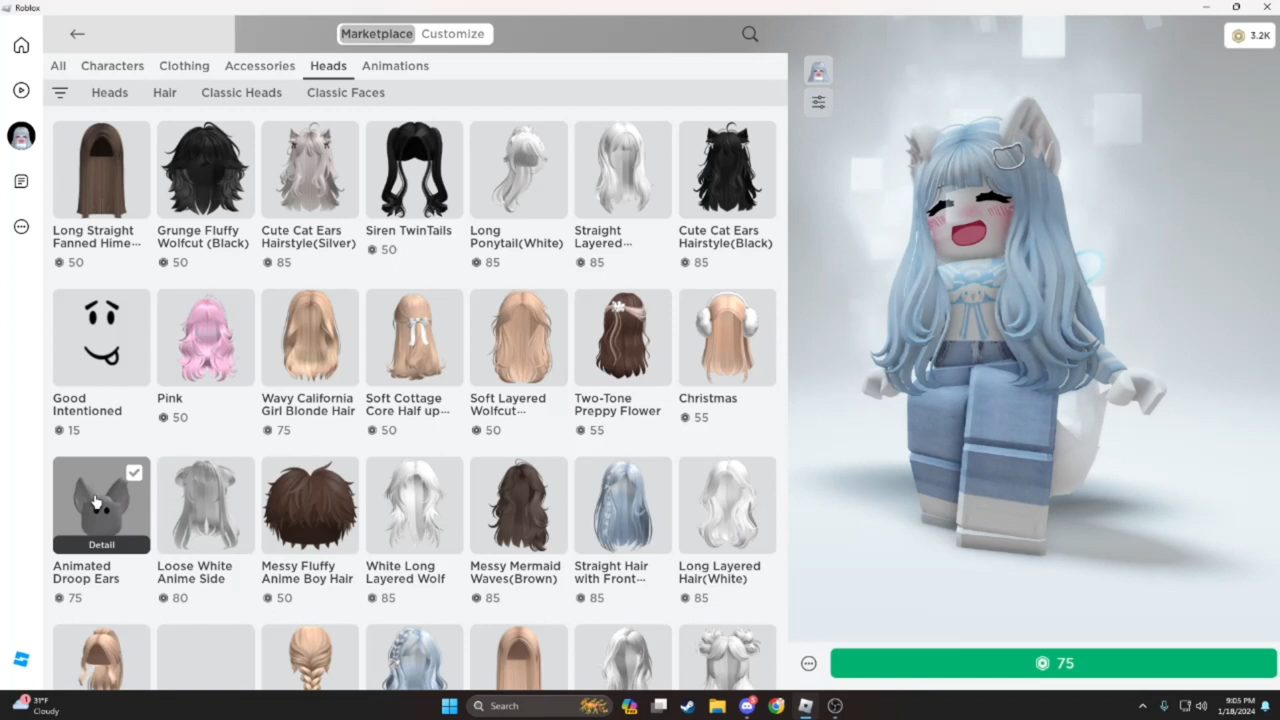 Roblox
Marketplace Customize
3.2K
All Characters Clothing Accessories Heads Animations
Heads Hair Classic Heads Classic Faces
Long Straight Fanned Hime...
50
Grunge Fluffy Wolfcut (Black)
50
Cute Cat Ears Hairstyle(Silver)
85
Siren TwinTails
50
Long Ponytail(White)
85
Straight Layered...
85
Cute Cat Ears Hairstyle(Black)
85
Good Intentioned
15
Pink
50
Wavy California Girl Blonde Hair
75
Soft Cottage Core Half up...
50
Soft Layered Wolfcut...
50
Two-Tone Preppy Flower
55
Christmas
55
Detail
Animated Droop Ears
75
Loose White Anime Side
80
Messy Fluffy Anime Boy Hair
50
White Long Layered Wolf
85
Messy Mermaid Waves(Brown)
85
Straight Hair with Front...
85
Long Layered Hair(White)
85
75
1
31°F
Cloudy
Search
9:05 PM
1/18/2024